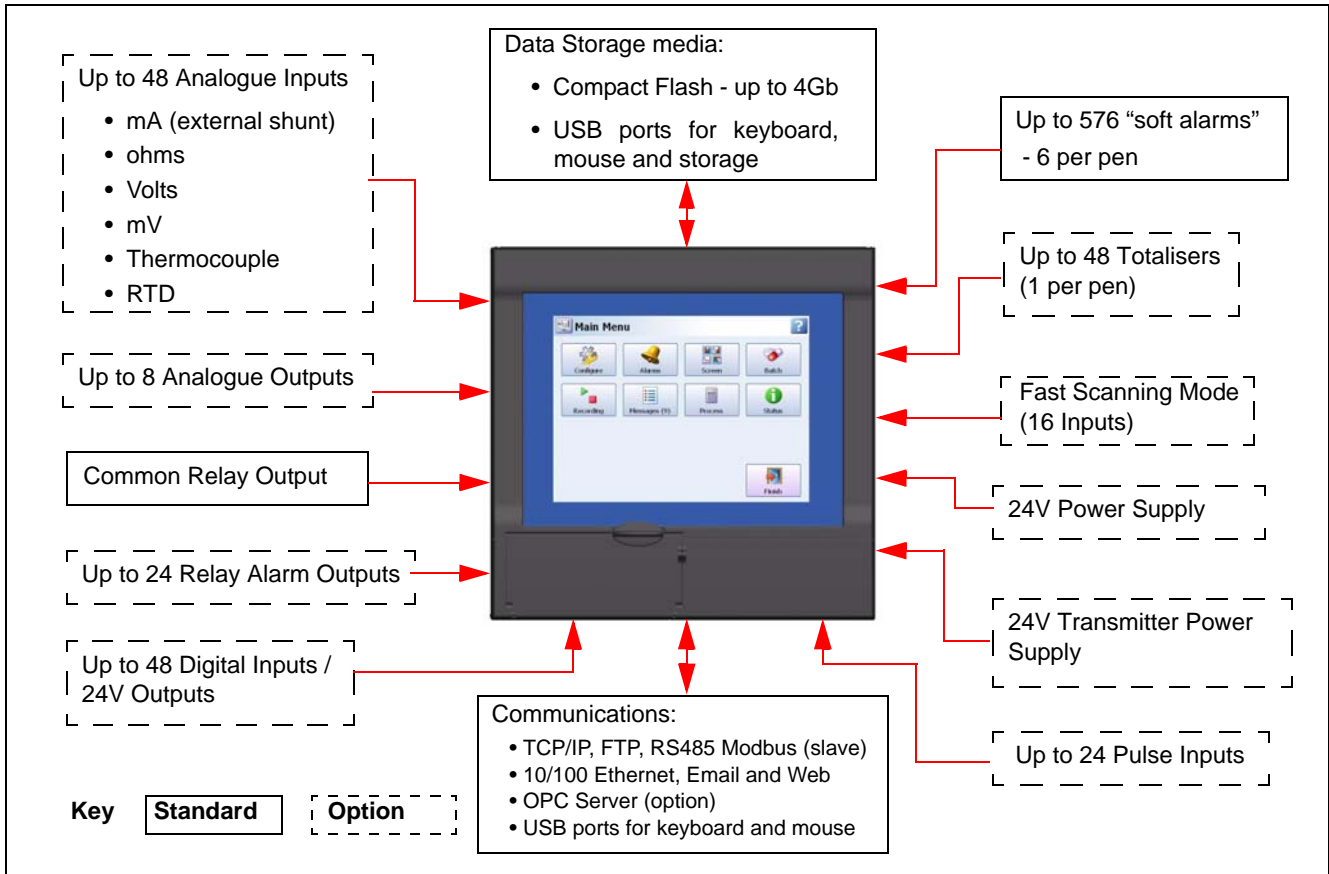 Up to 48 Analogue Inputs
• mA (external shunt)
• ohms
• Volts
• mV
• Thermocouple
• RTD
Up to 8 Analogue Outputs
Common Relay Output
Up to 24 Relay Alarm Outputs
Up to 48 Digital Inputs /
24V Outputs
Data Storage media:
• Compact Flash - up to 4Gb
• USB ports for keyboard,
mouse and storage
Main Menu
?
Configure
Alarms
Screen
Batch
Recording
Messages (9)
Process
Status
Finish
Communications:
• TCP/IP, FTP, RS485 Modbus (slave)
• 10/100 Ethernet, Email and Web
• OPC Server (option)
• USB ports for keyboard and mouse
Up to 576 “soft alarms”
- 6 per pen
Up to 48 Totalisers
(1 per pen)
Fast Scanning Mode
(16 Inputs)
24V Power Supply
24V Transmitter Power
Supply
Up to 24 Pulse Inputs
Key Standard Option